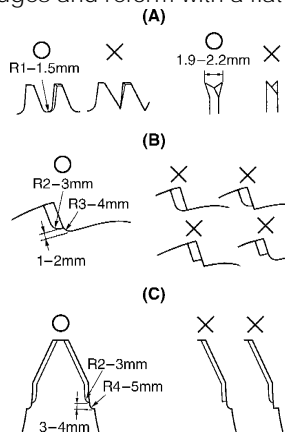 ages and reform with a flat
(A)
R1–1.5mm
1.9–2.2mm
(B)
R2–3mm
R3–4mm
1–2mm
(C)
R2–3mm
R4–5mm
3–4mm